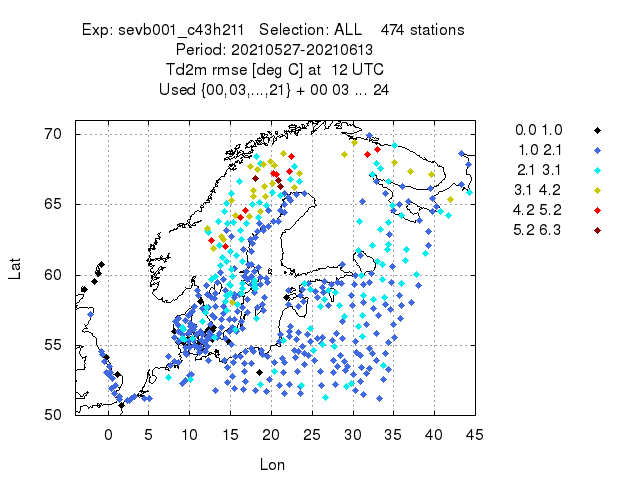 Exp: sevb001_c43h211   Selection: ALL    474 stations
Period: 20210527-20210613
Td2m rmse [deg C] at  12 UTC
Used {00,03,...,21} + 00 03 ... 24
0.0 1.0
1.0 2.1
2.1 3.1
3.1 4.2
4.2 5.2
5.2 6.3
70
65
60
55
50
Lat
0 5 10 15 20 25 30 35 40 45
Lon